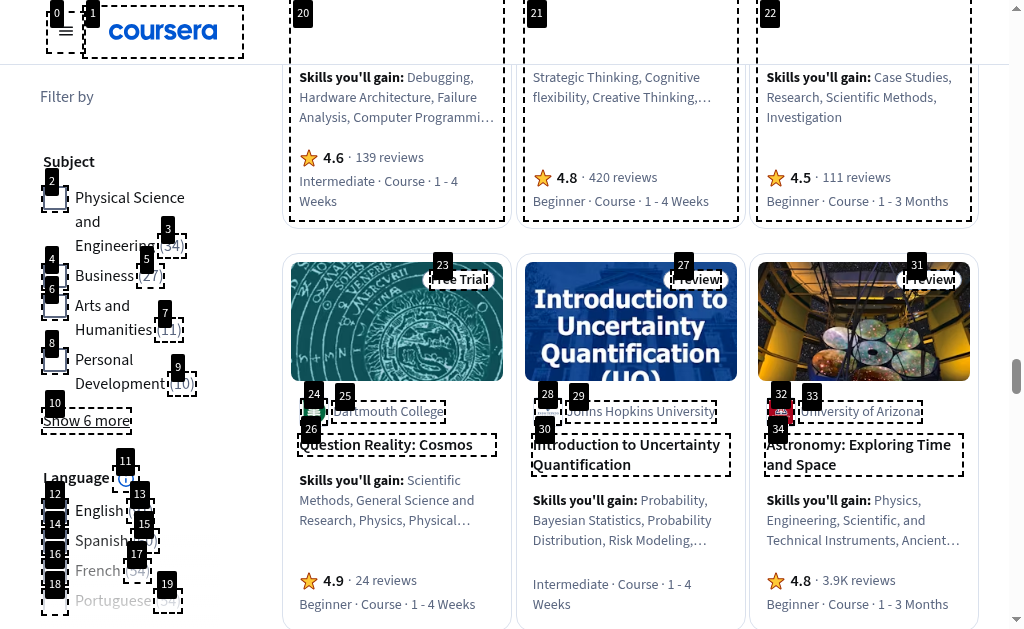 0
1
coursera
20
21
22
Filter by
Subject
2
Physical Science
and
Engineering (34)
3
4
Business (27)
5
6
Arts and
Humanities (11)
7
8
Personal
Development (10)
9
10
Show 6 more
Language
11
12
English
13
14
Spanish
15
16
French (54)
17
18
Portuguese (54)
19
Skills you'll gain: Debugging,
Hardware Architecture, Failure
Analysis, Computer Programmi…
4.6 · 139 reviews
Intermediate · Course · 1 - 4
Weeks
Strategic Thinking, Cognitive
flexibility, Creative Thinking,…
4.8 · 420 reviews
Beginner · Course · 1 - 4 Weeks
Skills you'll gain: Case Studies,
Research, Scientific Methods,
Investigation
4.5 · 111 reviews
Beginner · Course · 1 - 3 Months
23
Free Trial
24
25
Dartmouth College
26
Question Reality: Cosmos
Skills you'll gain: Scientific
Methods, General Science and
Research, Physics, Physical…
4.9 · 24 reviews
Beginner · Course · 1 - 4 Weeks
27
Preview
Introduction to
Uncertainty
Quantification
(UQ)
28
29
Johns Hopkins University
30
Introduction to Uncertainty
Quantification
Skills you'll gain: Probability,
Bayesian Statistics, Probability
Distribution, Risk Modeling,…
Intermediate · Course · 1 - 4
Weeks
31
Preview
32
33
University of Arizona
34
Astronomy: Exploring Time
and Space
Skills you'll gain: Physics,
Engineering, Scientific, and
Technical Instruments, Ancient…
4.8 · 3.9K reviews
Beginner · Course · 1 - 3 Months